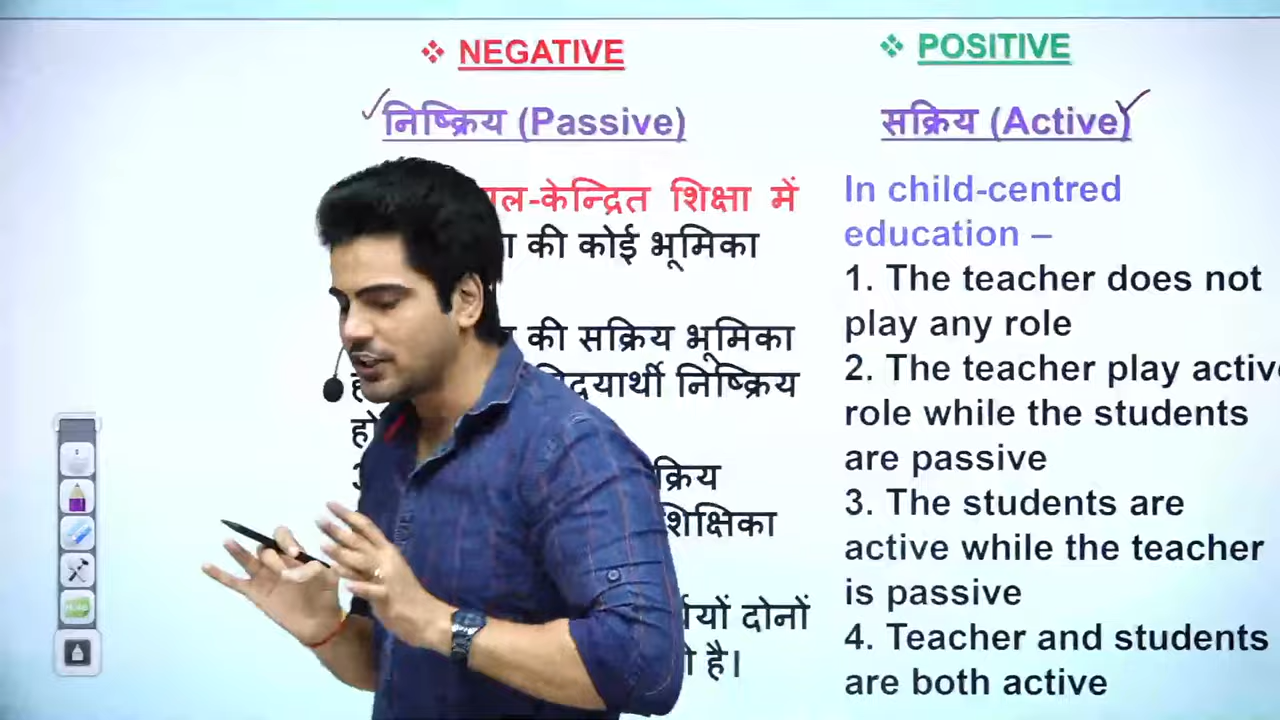 ❖ NEGATIVE
❖ POSITIVE
निष्क्रिय (Passive)
सक्रिय (Active)
केन्द्रित शिक्षा में
की कोई भूमिका
की सक्रिय भूमिका
निष्क्रिय
शिक्षिका
दोनों
है।
In child-centred
education –
1. The teacher does not
play any role
2. The teacher play
role while the students
are passive
3. The students are
active while the teacher
is passive
4. Teacher and students
are both active